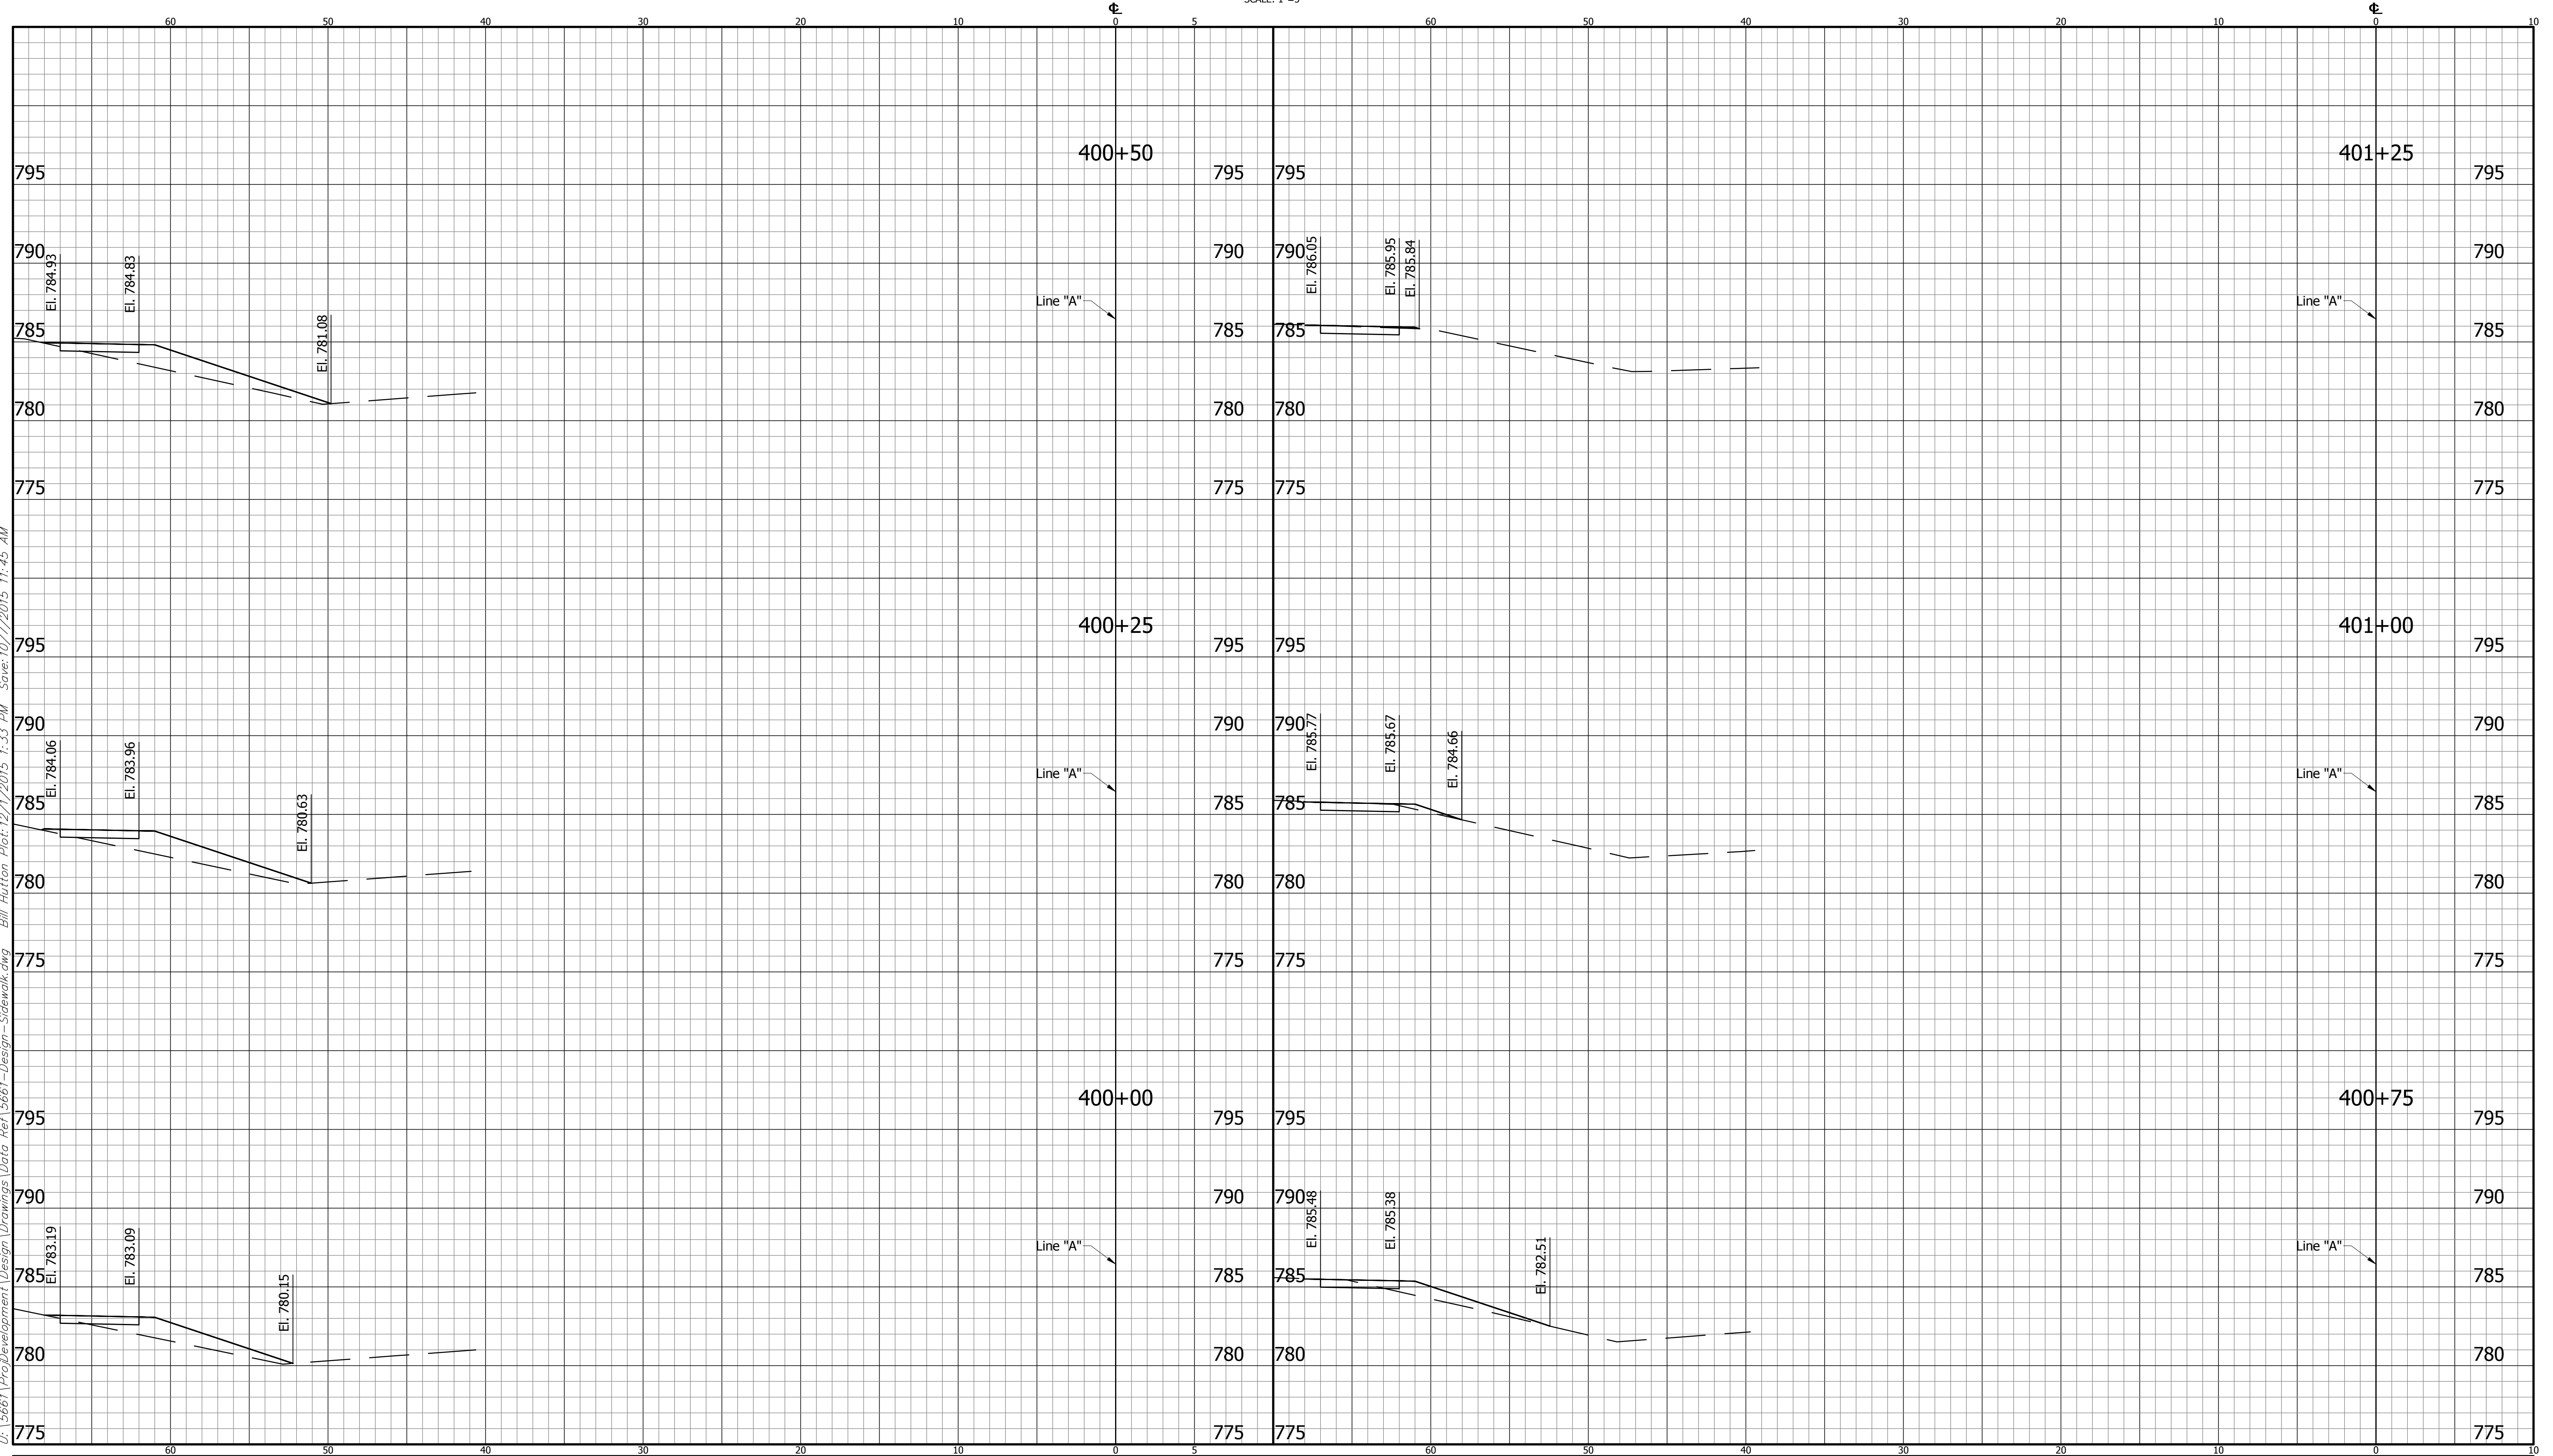 SCALE: 1"=5'
60 50 40 30 20 10 0 5 60 50 40 30 20 10 0 10
400+50
795 795
790 790
El. 784.93
El. 784.83
El. 781.08
Line "A"
785 785
780 780
775 775
400+25
795 795
790 790
El. 784.06
El. 783.96
El. 780.63
Line "A"
785 785
780 780
775 775
400+00
795 795
790 790
El. 783.19
El. 783.09
El. 780.15
Line "A"
785 785
780 780
775 775
401+25
795 795
790 790
El. 786.05
El. 785.95
El. 785.84
Line "A"
785 785
780 780
775 775
401+00
795 795
790 790
El. 785.77
El. 785.67
El. 784.66
Line "A"
785 785
780 780
775 775
400+75
795 795
790 790
El. 785.48
El. 785.38
El. 782.51
Line "A"
785 785
780 780
775 775
60 50 40 30 20 10 0 5 60 50 40 30 20 10 0 10
U:\5661\ProjDevelopment\Design\Drawings\Data Ref\5661-Design-Sidewalk.dwg Bill Hutton Plot: 12/1/2015 1:33 PM Save: 10/7/2015 11:45 AM